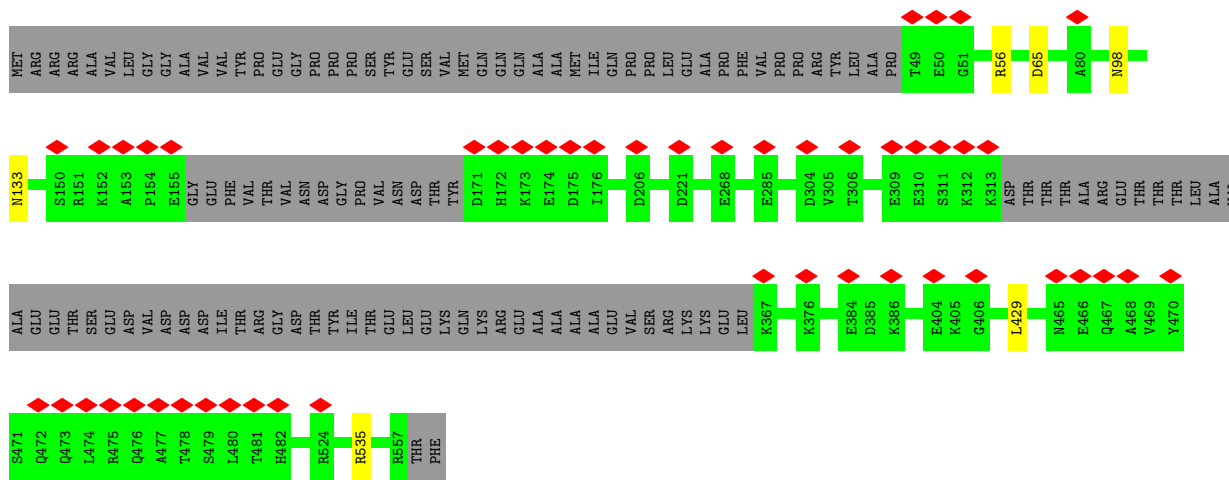 MET ARG ARG ARG ALA VAL LEU GLY GLY ALA VAL VAL TYR PRO GLU GLY PRO PRO PRO SER TYR GLU SER VAL MET GLN GLN GLN ALA ALA MET ILE GLN PRO PRO LEU GLU ALA PRO PHE VAL PRO PRO ARG TYR LEU ALA PRO T49 E50 G51 R56 D65 A80 N98
N133 S150 R151 K152 A153 P154 E155 GLY GLU PHE VAL THR VAL ASN ASP GLY PRO VAL ASN ASP THR TYR D171 H172 K173 E174 D175 I176 D206 D221 E268 E285 D304 V305 T306 E309 E310 S311 K312 K313 ASP THR THR THR ALA ARG GLU THR THR THR LEU ALA
ALA GLU GLU THR SER GLU ASP VAL ASP ASP ASP ILE THR ARG GLY ASP THR TYR ILE THR GLU LEU GLU LYS GLN LYS ARG GLU ALA ALA ALA ALA GLU VAL SER ARG LYS LYS GLU LEU K367 K376 E384 D385 K386 E404 K405 G406 L429 N465 E466 Q467 A468 V469 Y470
S471 Q472 Q473 L474 R475 Q476 A477 T478 S479 L480 T481 H482 R524 R535 R557 THR PHE